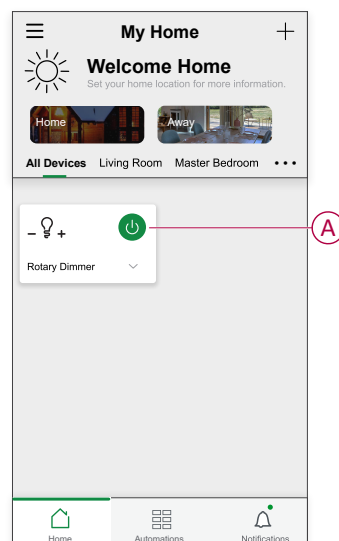 My Home
Welcome Home
Set your home location for more information.
Home Away
All Devices Living Room Master Bedroom
- +
A
Rotary Dimmer
Home Automations Notifications